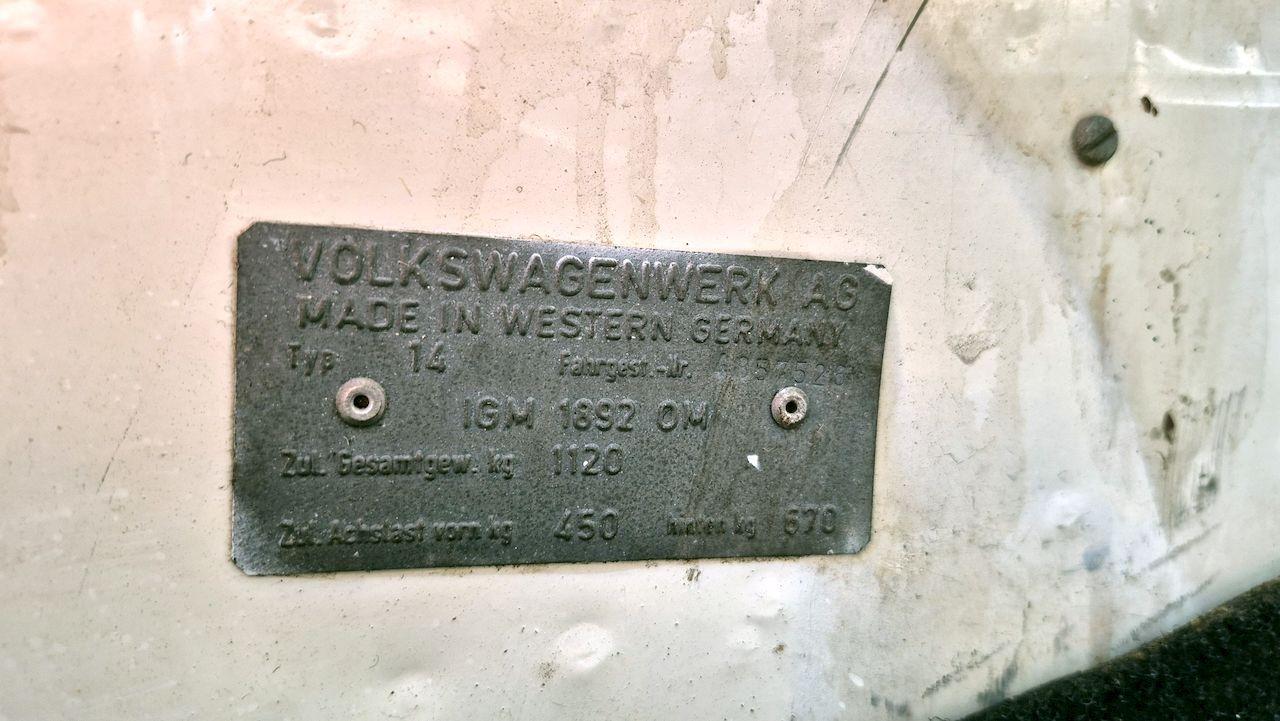 VOLKSWAGENWERK AG
MADE IN WESTERN GERMANY
Typ 14 Fahrgest.-Nr.
IGM 1892 OM
Zul. Gesamtgew. kg 1120
Zul. Achslast vorn kg 450 hinten kg 670